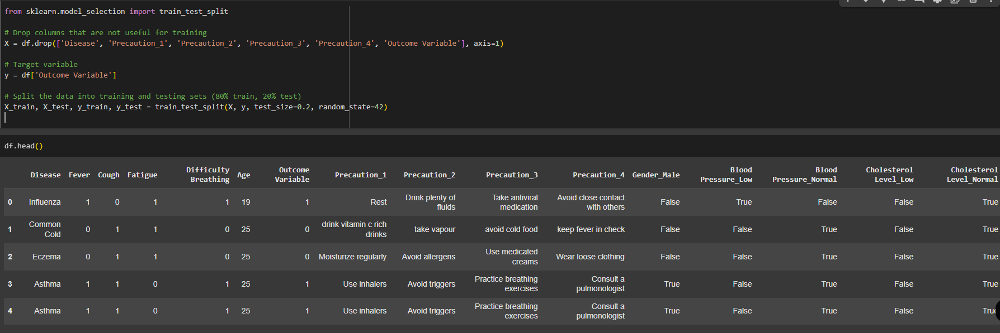 from sklearn.model_selection import train_test_split
# Drop columns that are not useful for training
X = df.drop(['Disease', 'Precaution_1', 'Precaution_2', 'Precaution_3', 'Precaution_4', 'Outcome Variable'], axis=1)
# Target variable
y = df['Outcome Variable']
# Split the data into training and testing sets (80% train, 20% test)
X_train, X_test, y_train, y_test = train_test_split(X, y, test_size=0.2, random_state=42)
df.head()
Disease Fever Cough Fatigue Difficulty Breathing Age Outcome Variable Precaution_1 Precaution_2 Precaution_3 Precaution_4 Gender_Male Blood Pressure_Low Blood Pressure_Normal Cholesterol Level_Low Cholesterol Level_Normal
0 Influenza 1 0 1 1 19 1 Rest Drink plenty of fluids Take antiviral medication Avoid close contact with others False True False False True
1 Common Cold 0 1 1 0 25 0 drink vitamin c rich drinks take vapour avoid cold food keep fever in check False False True False True
2 Eczema 0 1 1 0 25 0 Moisturize regularly Avoid allergens Use medicated creams Wear loose clothing False False True False True
3 Asthma 1 1 0 1 25 1 Use inhalers Avoid triggers Practice breathing exercises Consult a pulmonologist True False True False True
4 Asthma 1 1 0 1 25 1 Use inhalers Avoid triggers Practice breathing exercises Consult a pulmonologist True False True False True